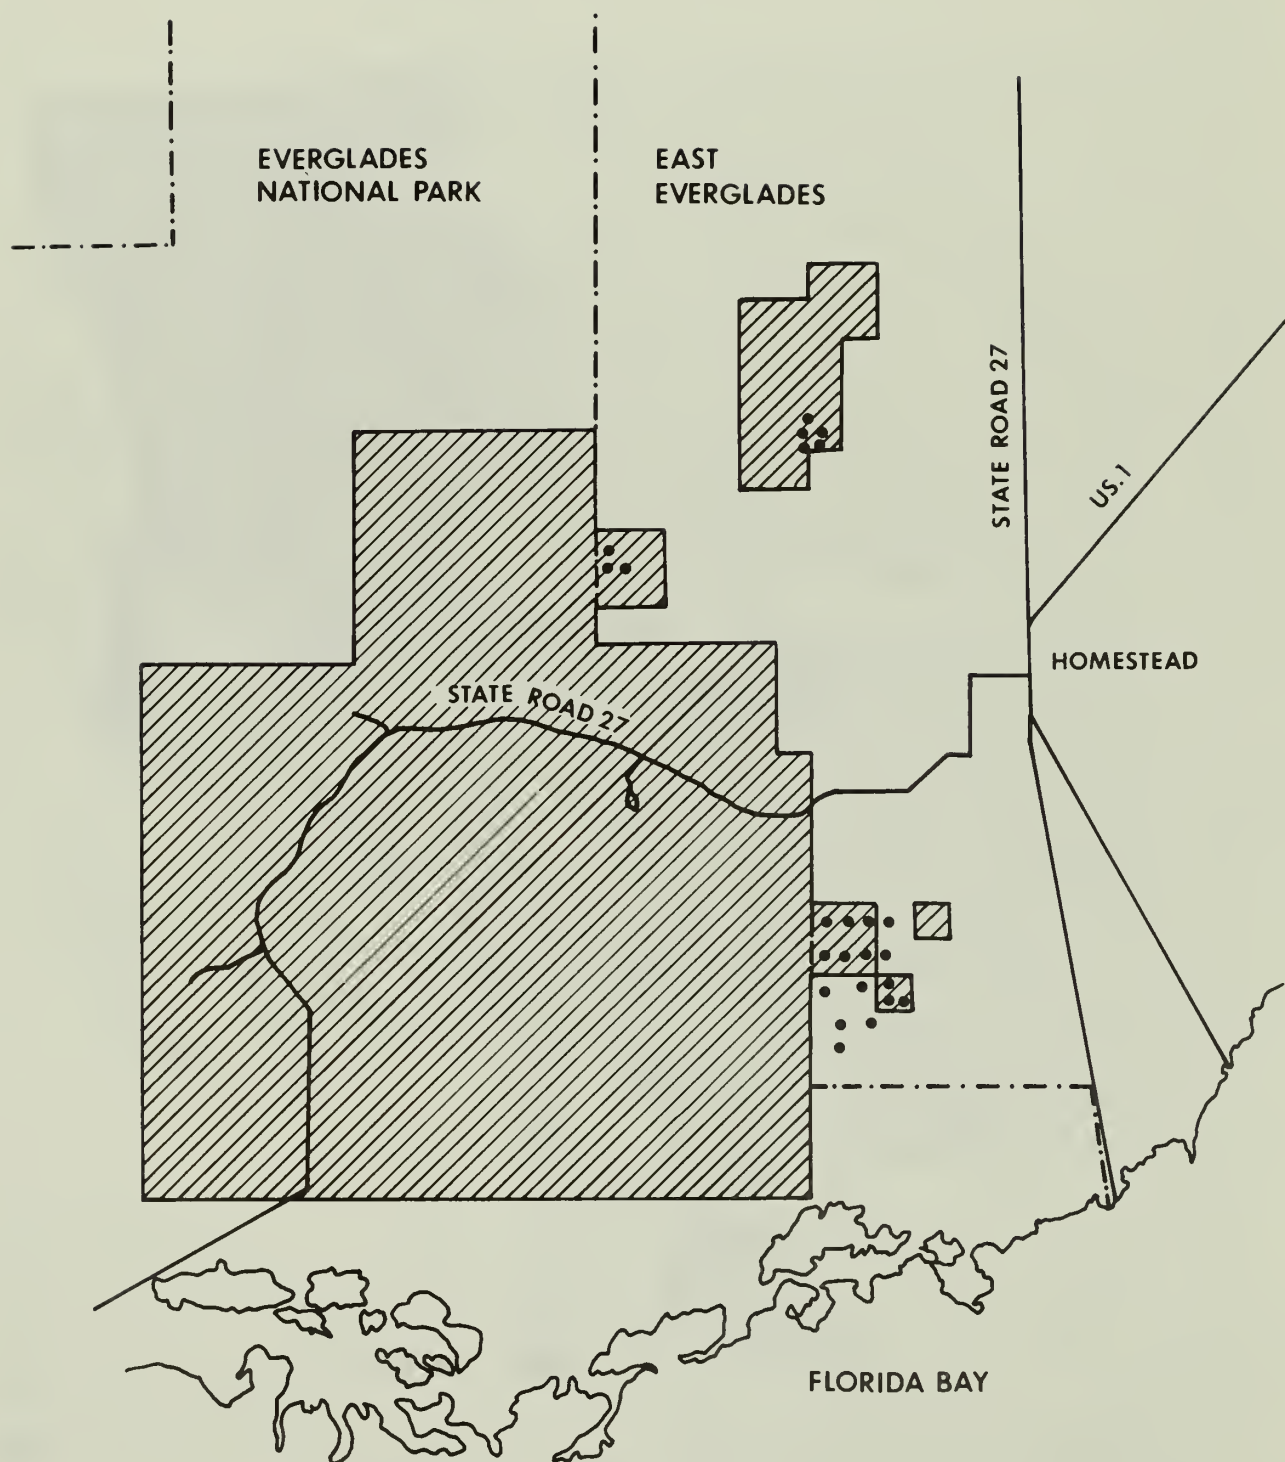 EVERGLADES
NATIONAL PARK
EAST
EVERGLADES
STATE ROAD 27
US.1
HOMESTEAD
STATE ROAD 27
FLORIDA BAY